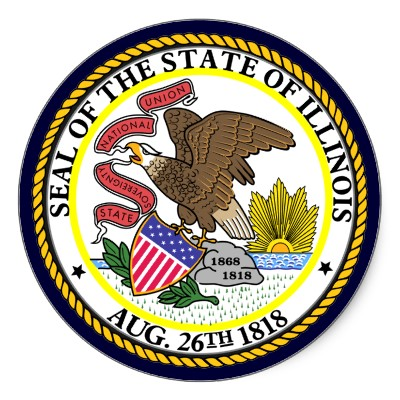 SEAL OF THE STATE OF ILLINOIS
STATE
SOVEREIGNTY
NATIONAL
UNION
1868
1818
AUG. 26TH 1818